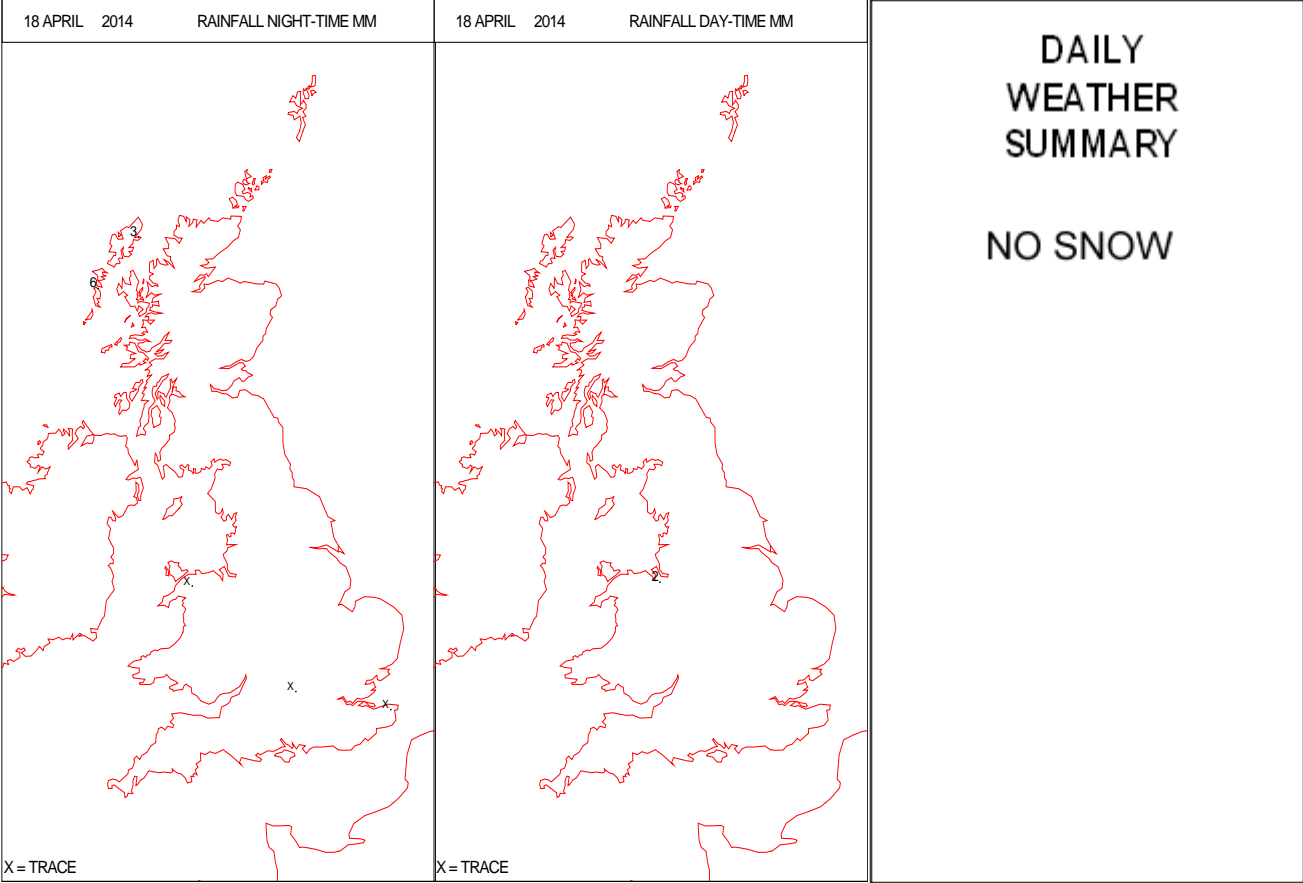 18 APRIL 2014 RAINFALL NIGHT-TIME MM
3.
6.
X.
X.
X.
X = TRACE
18 APRIL 2014 RAINFALL DAY-TIME MM
2.
X = TRACE
DAILY
WEATHER
SUMMARY
NO SNOW